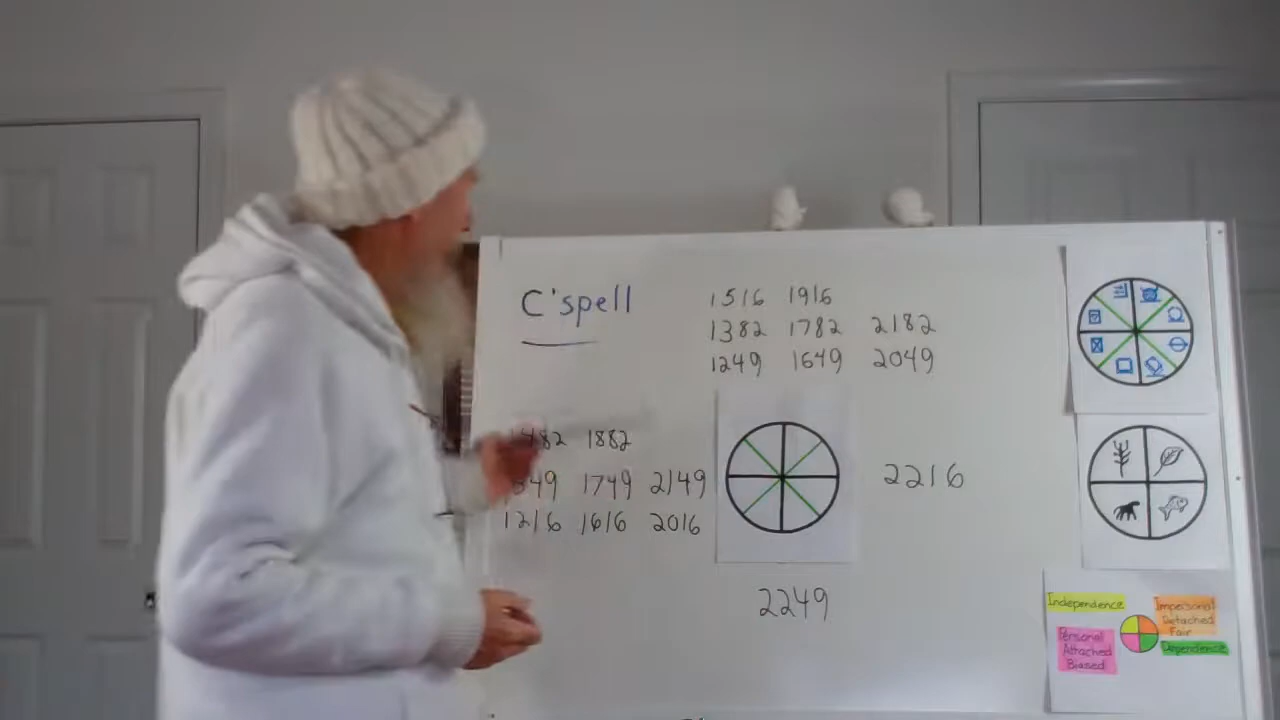 C'spell
1516 1916
1382 1782 2182
1249 1649 2049
1482 1882
1749 2149
1216 1616 2016
2216
2249
Independence
Impersonal
Detached
Fair
Personal
Attached
Biased
Dependence